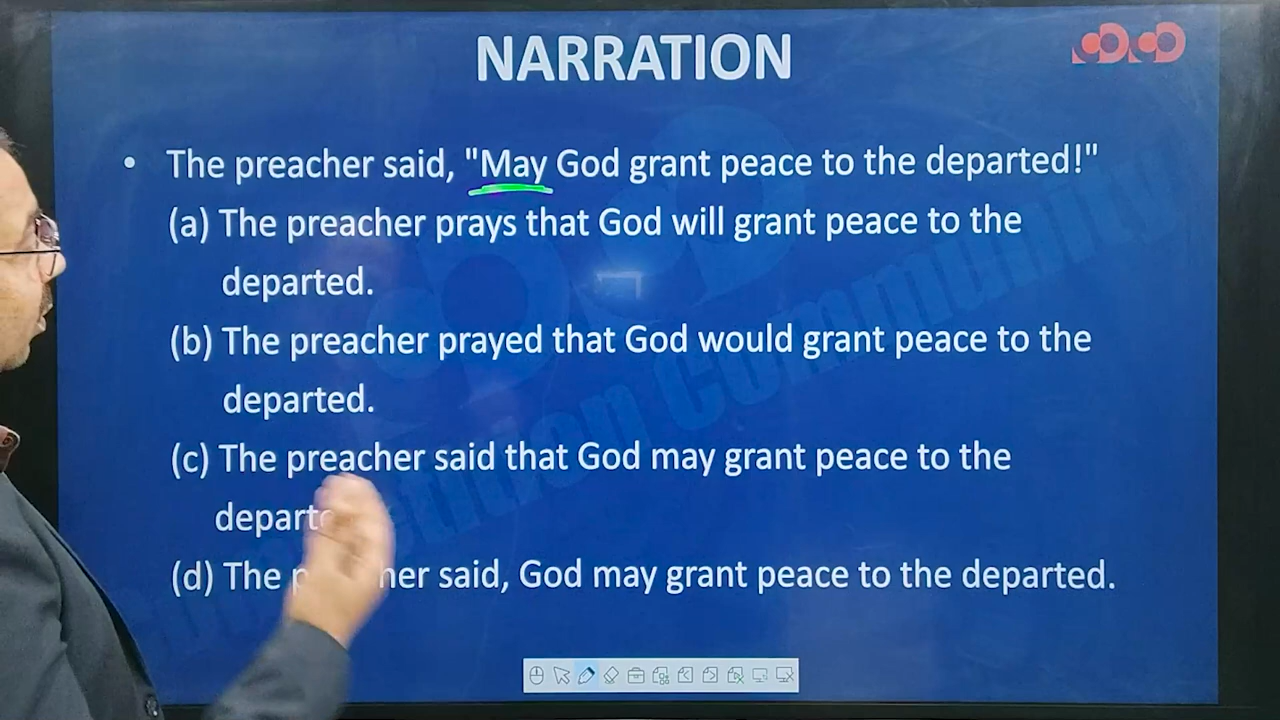 NARRATION
• The preacher said, "May God grant peace to the departed!"
(a) The preacher prays that God will grant peace to the
departed.
(b) The preacher prayed that God would grant peace to the
departed.
(c) The preacher said that God may grant peace to the
(d) The said, God may grant peace to the departed.
Community